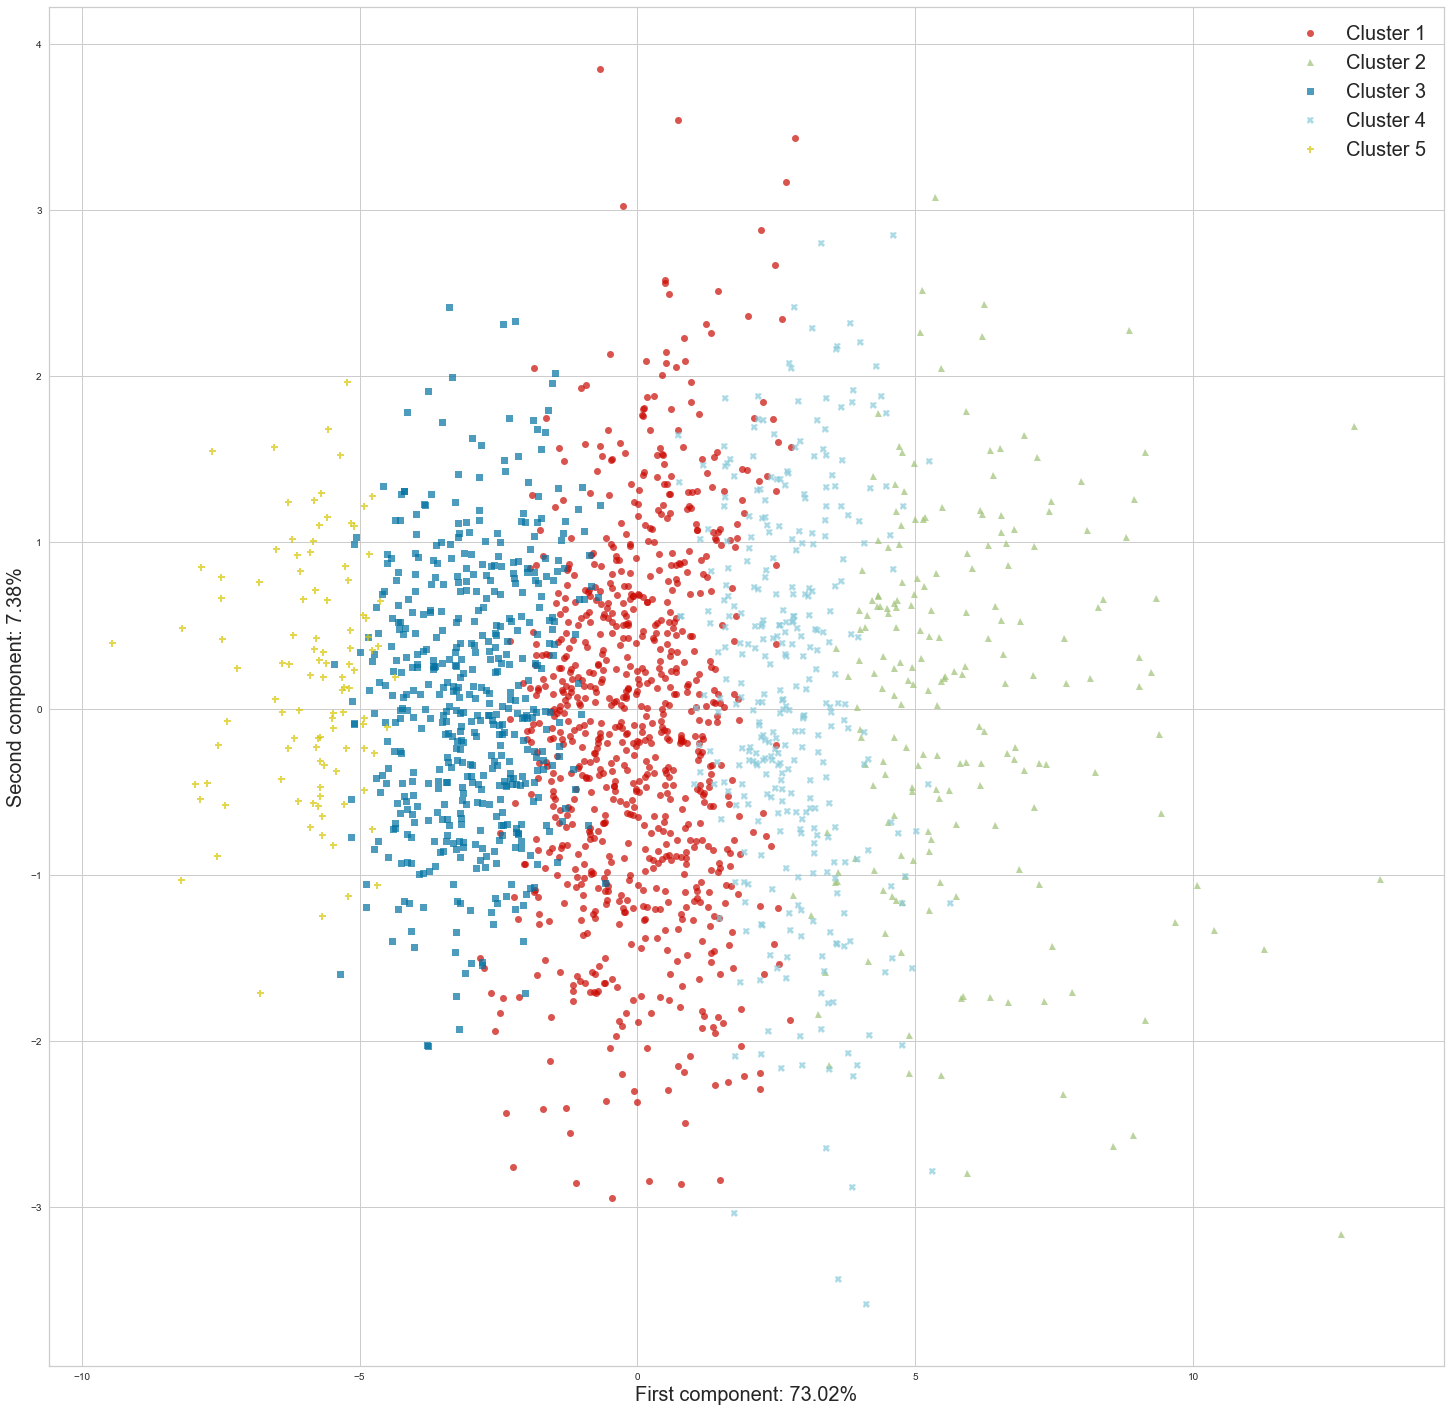 Cluster 1
Cluster 2
Cluster 3
Cluster 4
Cluster 5
4
3
2
1
0
−1
−2
−3
Second component: 7.38%
−10
−5
0
5
10
First component: 73.02%